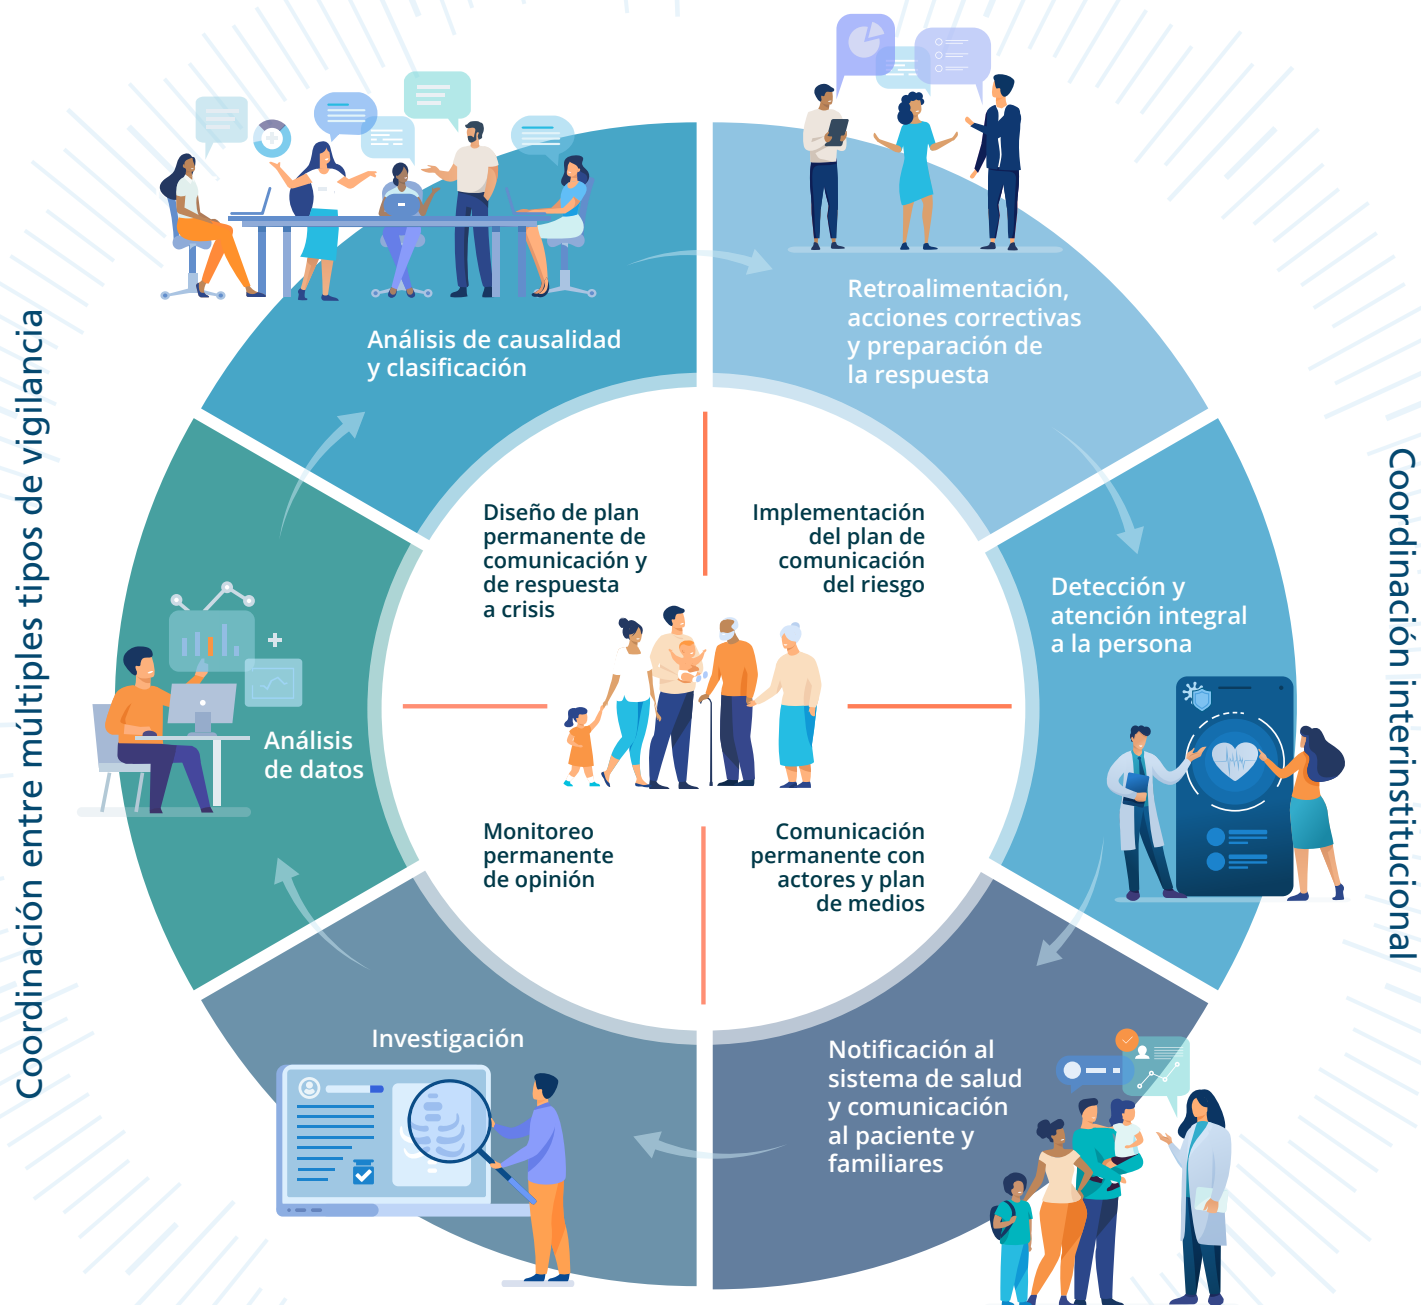 Análisis de causalidad
y clasificación
Retroalimentación,
acciones correctivas
y preparación de
la respuesta
Detección y
atención integral
a la persona
Notificación al
sistema de salud
y comunicación
al paciente y
familiares
Investigación
Análisis
de datos
Diseño de plan
permanente de
comunicación y
de respuesta
a crisis
Implementación
del plan de
comunicación
del riesgo
Monitoreo
permanente
de opinión
Comunicación
permanente con
actores y plan
de medios
Coordinación entre múltiples tipos de vigilancia
Coordinación interinstitucional